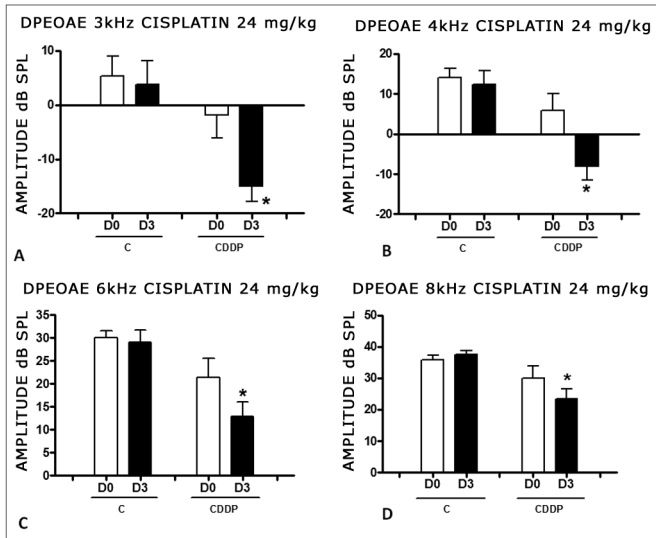 DPEOAE 3kHz CISPLATIN 24 mg/kg
AMPLITUDE dB SPL
10
0
-10
-20
*
D0 D3 D0 D3
C CDDP
A
DPEOAE 4kHz CISPLATIN 24 mg/kg
AMPLITUDE dB SPL
20
10
0
-10
-20
*
D0 D3 D0 D3
C CDDP
B
DPEOAE 6kHz CISPLATIN 24 mg/kg
AMPLITUDE dB SPL
35
30
25
20
15
10
5
0
*
D0 D3 D0 D3
C CDDP
C
DPEOAE 8kHz CISPLATIN 24 mg/kg
AMPLITUDE dB SPL
50
40
30
20
10
0
*
D0 D3 D0 D3
C CDDP
D